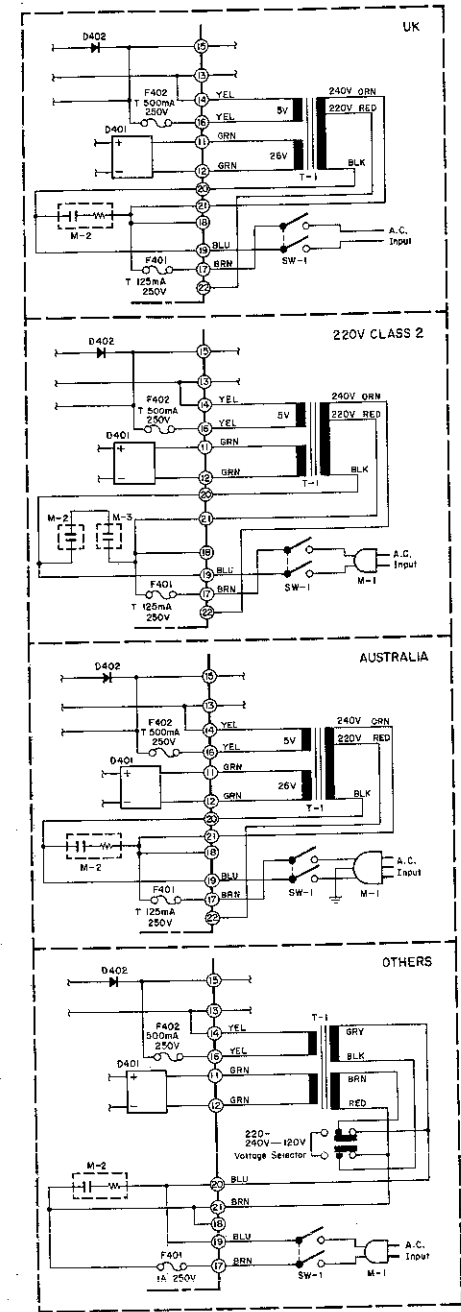 UK
D402
15
13
F402
T 500mA
250V
14 YEL
5V
240V ORN
220V RED
16 YEL
D401
+
-
11 GRN
26V
12 GRN
T-1
BLK
20
21
18
M-2
19 BLU
F401
T 125mA
250V
17 BRN
22
SW-1
A.C.
Input
220V CLASS 2
D402
15
13
F402
T 500mA
250V
14 YEL
5V
240V ORN
220V RED
16 YEL
D401
+
-
11 GRN
12 GRN
T-1
BLK
20
M-2
M-3
21
18
19 BLU
F401
T 125mA
250V
17 BRN
22
SW-1
M-1
A.C.
Input
AUSTRALIA
D402
15
13
F402
T 500mA
250V
14 YEL
5V
240V ORN
220V RED
16 YEL
D401
+
-
11 GRN
26V
12 GRN
T-1
BLK
20
21
18
M-2
19 BLU
F401
T 125mA
250V
17 BRN
22
SW-1
M-1
A.C.
Input
OTHERS
D402
15
13
F402
500mA
250V
14 YEL
T-1
GRY
16 YEL
BLK
D401
+
-
11 GRN
BRN
12 GRN
RED
220-
240V—120V
Voltage Selector
M-2
20 BLU
21 BRN
18
19 BLU
F401
1A 250V
17 BRN
SW-1
M-1
A.C.
Input